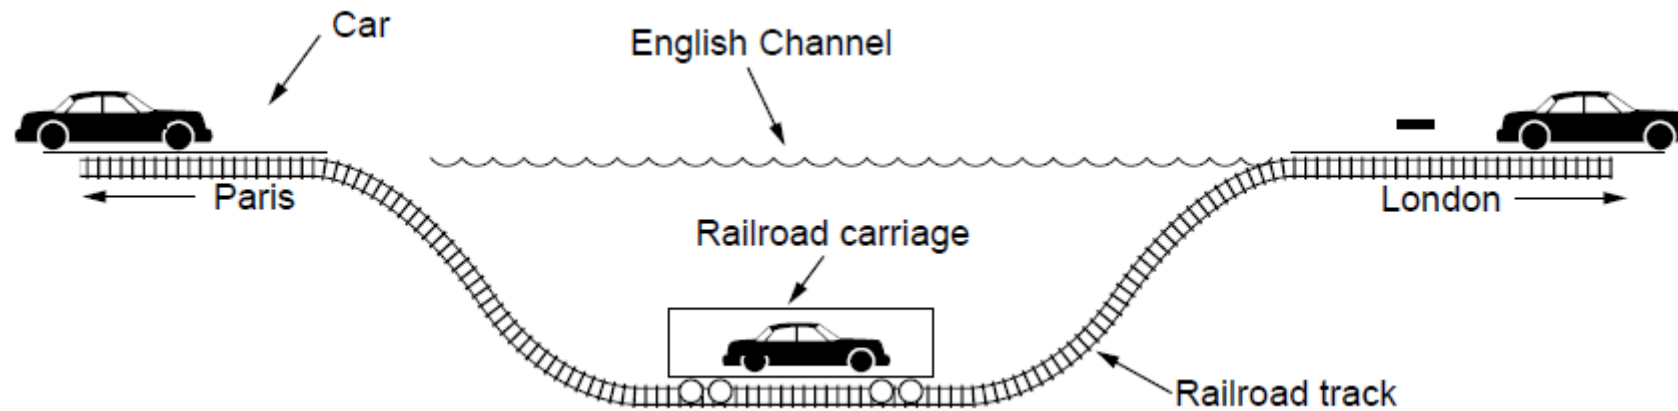 Car
English Channel
Paris
London
Railroad carriage
Railroad track